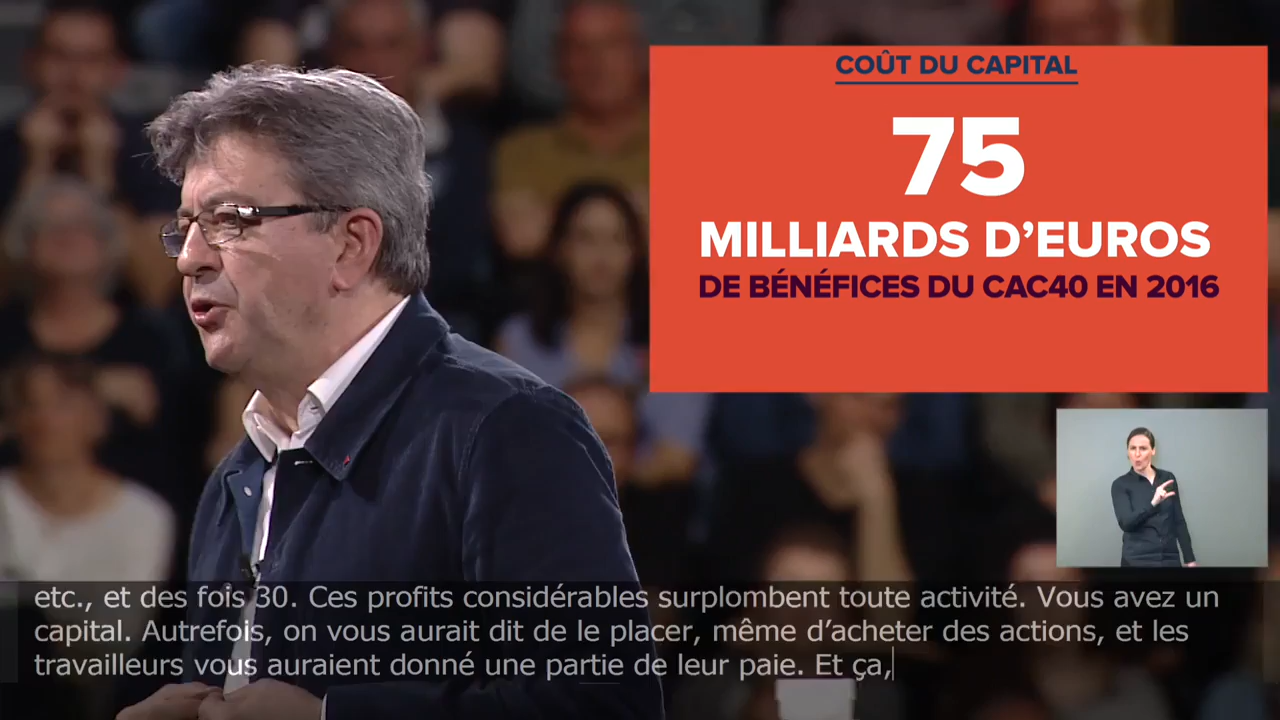 COÛT DU CAPITAL
75
MILLIARDS D’EUROS
DE BÉNÉFICES DU CAC40 EN 2016
etc., et des fois 30. Ces profits considérables surplombent toute activité. Vous avez un
capital. Autrefois, on vous aurait dit de le placer, même d’acheter des actions, et les
travailleurs vous auraient donné une partie de leur paie. Et ça,